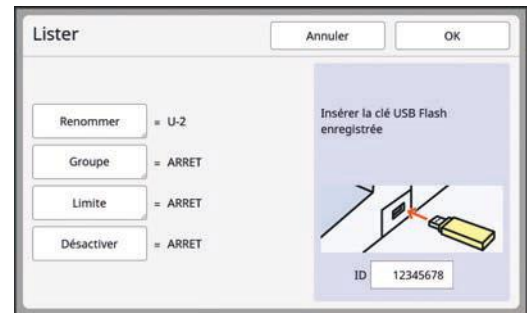 Lister
Annuler
OK
Renommer = U-2
Groupe = ARRET
Limite = ARRET
Désactiver = ARRET
Insérer la clé USB Flash
enregistrée
ID 12345678